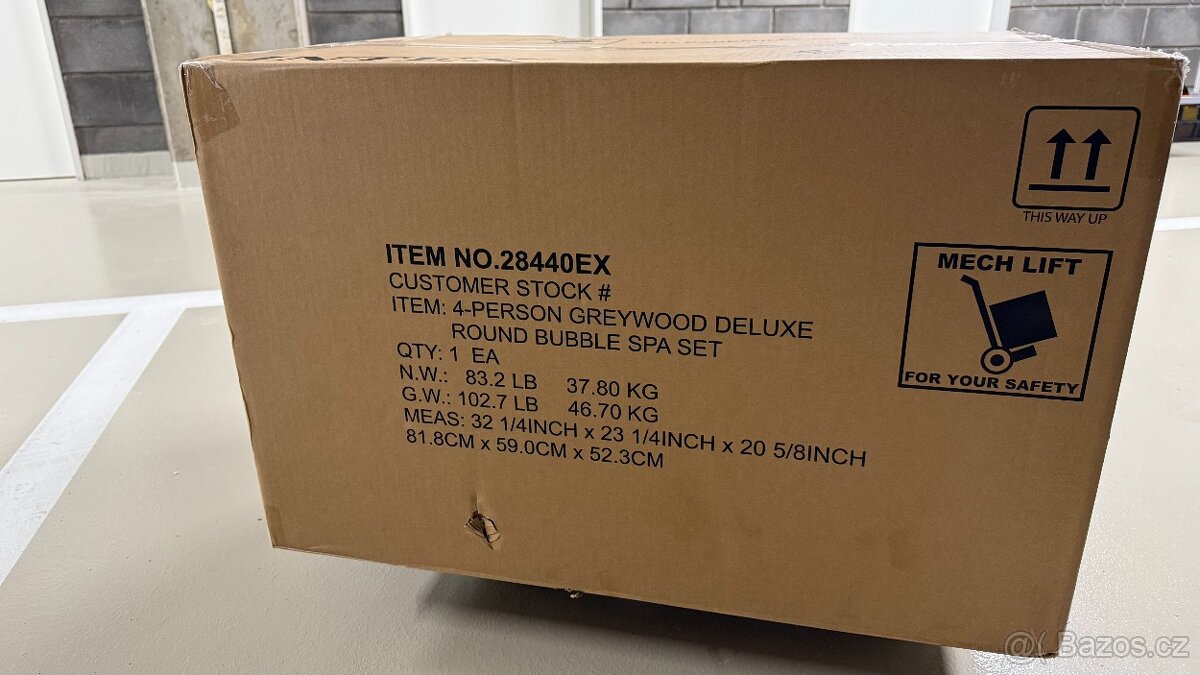 THIS WAY UP
ITEM NO.28440EX
CUSTOMER STOCK #
ITEM: 4-PERSON GREYWOOD DELUXE
ROUND BUBBLE SPA SET
QTY: 1 EA
N.W.: 83.2 LB 37.80 KG
G.W.: 102.7 LB 46.70 KG
MEAS: 32 1/4INCH x 23 1/4INCH x 20 5/8INCH
81.8CM x 59.0CM x 52.3CM
MECH LIFT
FOR YOUR SAFETY
Bazos.cz